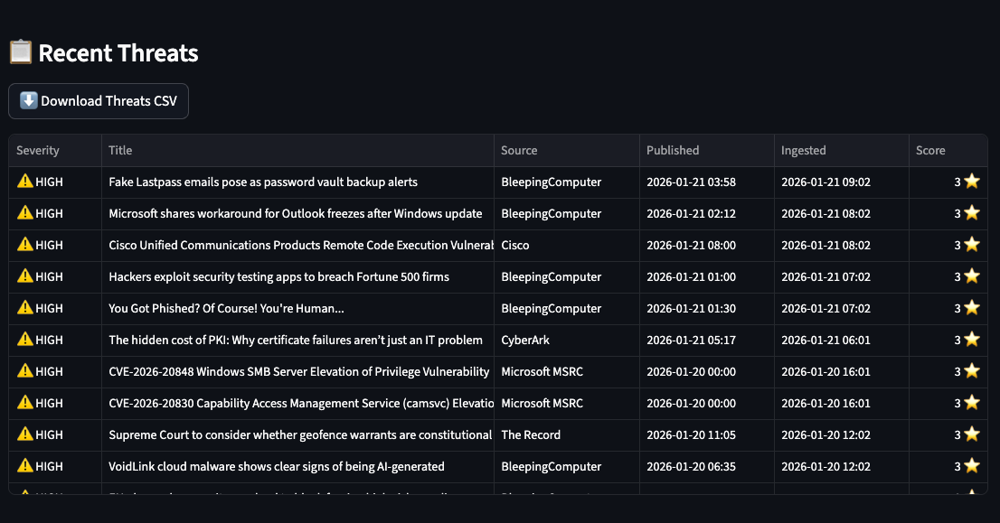 Recent Threats
Download Threats CSV
Severity Title Source Published Ingested Score
HIGH Fake Lastpass emails pose as password vault backup alerts BleepingComputer 2026-01-21 03:58 2026-01-21 09:02 3
HIGH Microsoft shares workaround for Outlook freezes after Windows update BleepingComputer 2026-01-21 02:12 2026-01-21 08:02 3
HIGH Cisco Unified Communications Products Remote Code Execution Vulnerab Cisco 2026-01-21 08:00 2026-01-21 08:02 3
HIGH Hackers exploit security testing apps to breach Fortune 500 firms BleepingComputer 2026-01-21 01:00 2026-01-21 07:02 3
HIGH You Got Phished? Of Course! You're Human... BleepingComputer 2026-01-21 01:30 2026-01-21 07:02 3
HIGH The hidden cost of PKI: Why certificate failures aren’t just an IT problem CyberArk 2026-01-21 05:17 2026-01-21 06:01 3
HIGH CVE-2026-20848 Windows SMB Server Elevation of Privilege Vulnerability Microsoft MSRC 2026-01-20 00:00 2026-01-20 16:01 3
HIGH CVE-2026-20830 Capability Access Management Service (camsvc) Elevatio Microsoft MSRC 2026-01-20 00:00 2026-01-20 16:01 3
HIGH Supreme Court to consider whether geofence warrants are constitutional The Record 2026-01-20 11:05 2026-01-20 12:02 3
HIGH VoidLink cloud malware shows clear signs of being AI-generated BleepingComputer 2026-01-20 06:35 2026-01-20 12:02 3